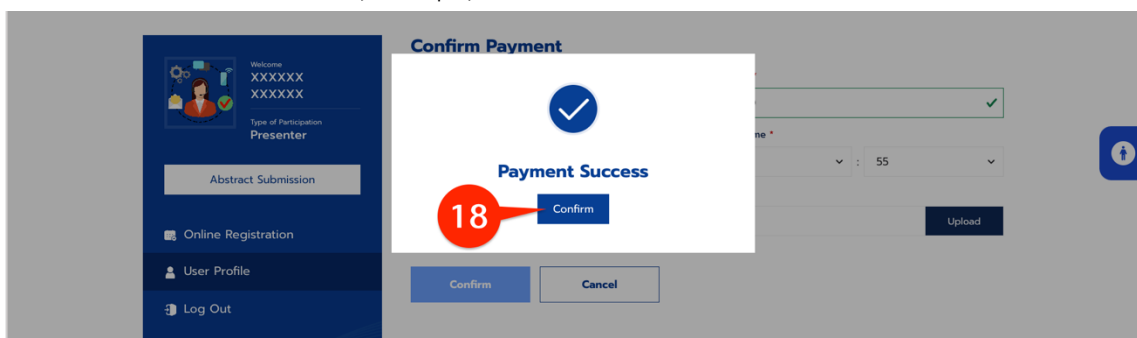 Confirm Payment
Welcome
XXXXXX
XXXXXX
Type of Participation
Presenter
Abstract Submission
Online Registration
User Profile
Log Out
Payment Success
18
Confirm
me *
: 55
Upload
Confirm
Cancel